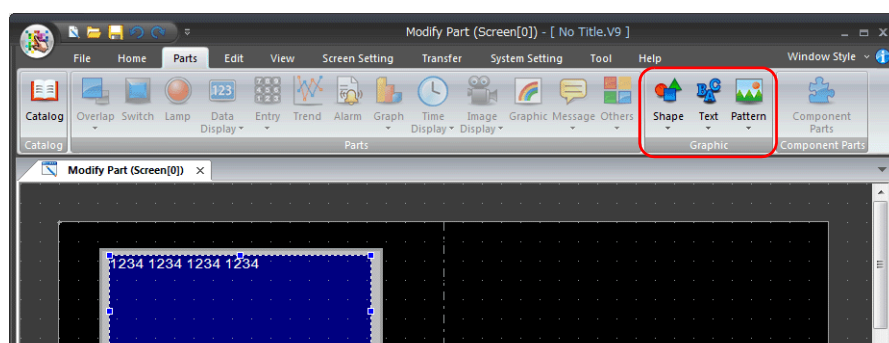 Modify Part (Screen[0]) - [ No Title.V9 ]
File Home Parts Edit View Screen Setting Transfer System Setting Tool Help Window Style
123
Catalog Overlap Switch Lamp Data Display Entry Trend Alarm Graph Time Display Image Display Graphic Message Others Shape Text Pattern Component Parts
Catalog Parts Graphic Component Parts
Modify Part (Screen[0]) x
1234 1234 1234 1234